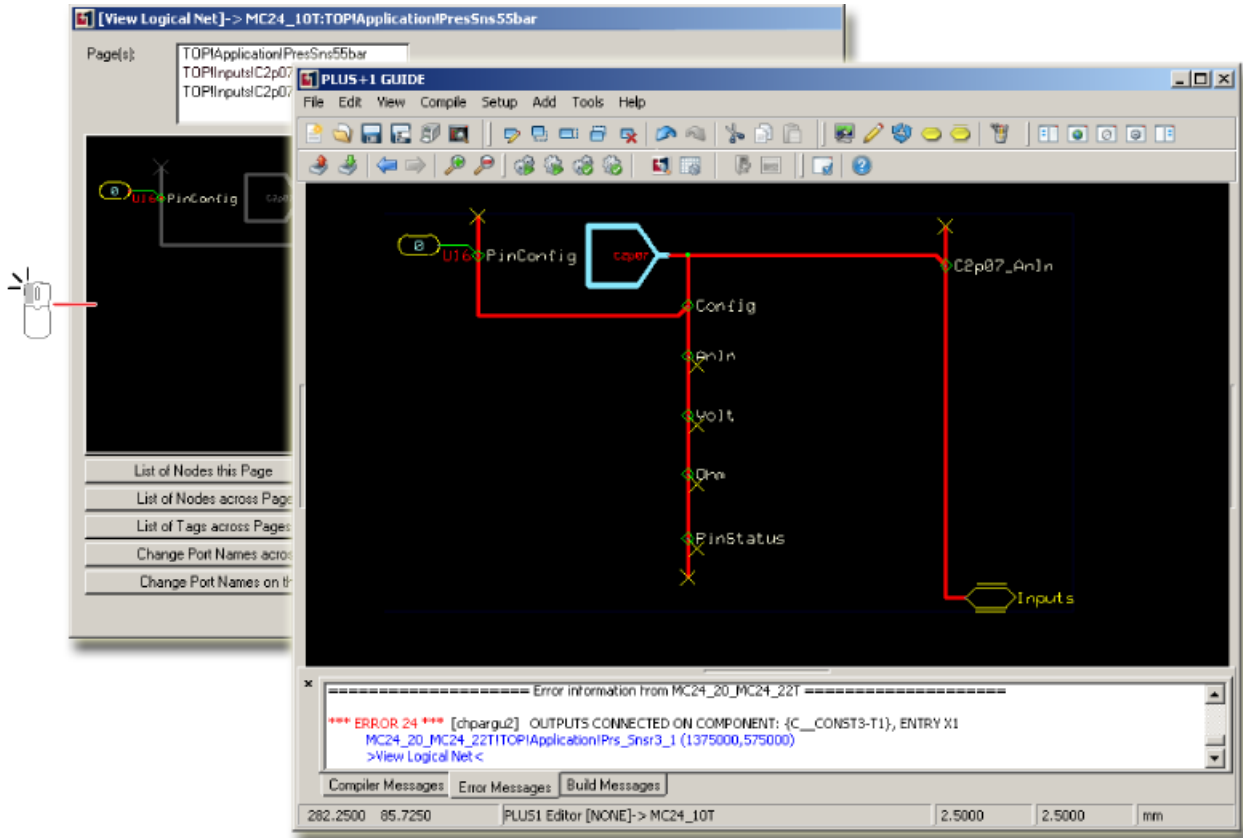 [View Logical Net]-> MC24_10T:TOP!Application!PresSns55bar
Page(s):
TOP!Application!PresSns55bar
TOP!Inputs!C2p07
TOP!Inputs!C2p07
0
U16
PinConfig
List of Nodes this Page
List of Nodes across Page
List of Tags across Pages
Change Port Names acro
Change Port Names on th
PLUS+1 GUIDE
File Edit View Compile Setup Add Tools Help
0
U16
PinConfig
C2p07
C2p07_AnIn
Config
AnIn
Volt
Ohm
PinStatus
Inputs
==================== Error information from MC24_20_MC24_22T ====================
*** ERROR 24 *** [chpargu2] OUTPUTS CONNECTED ON COMPONENT: {C__CONST3-T1}, ENTRY X1
MC24_20_MC24_22T!TOP!Application!Prs_Snsr3_1 (1375000,575000)
>View Logical Net<
Compiler Messages Error Messages Build Messages
282.2500 85.7250 PLUS1 Editor [NONE]-> MC24_10T 2.5000 2.5000 mm